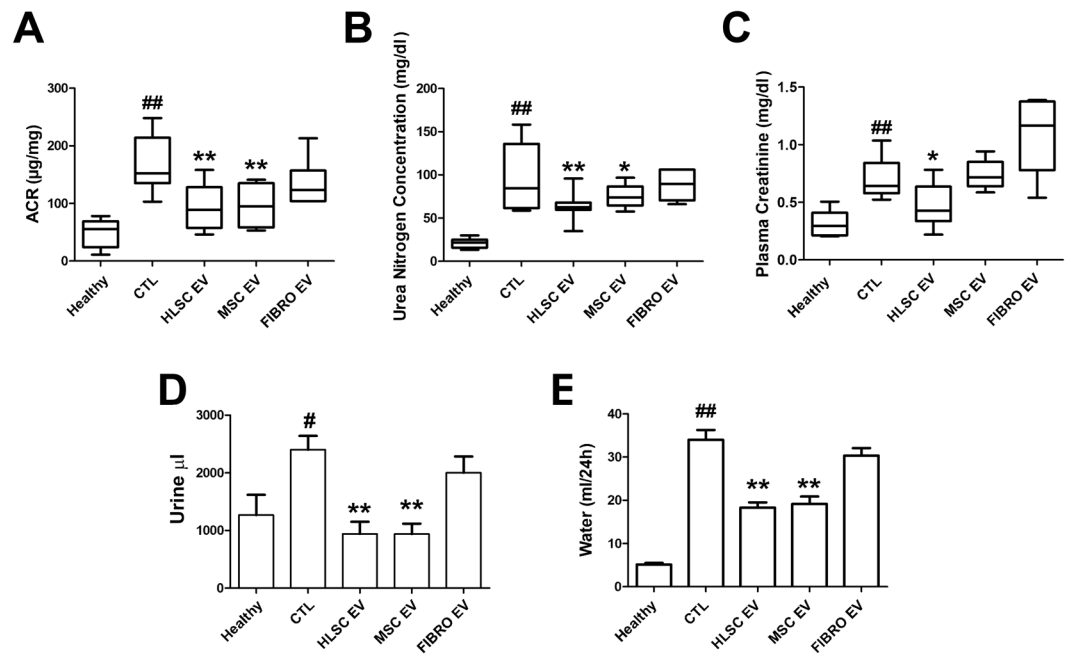 A
ACR (µg/mg)
300
200
100
0
##
**
**
Healthy
CTL
HLSC EV
MSC EV
FIBRO EV
B
Urea Nitrogen Concentration (mg/dl)
200
150
100
50
0
##
**
*
Healthy
CTL
HLSC EV
MSC EV
FIBRO EV
C
Plasma Creatinine (mg/dl)
1.5
1.0
0.5
0.0
##
*
Healthy
CTL
HLSC EV
MSC EV
FIBRO EV
D
Urine µl
3000
2000
1000
0
#
**
**
Healthy
CTL
HLSC EV
MSC EV
FIBRO EV
E
Water (ml/24h)
40
30
20
10
0
##
**
**
Healthy
CTL
HLSC EV
MSC EV
FIBRO EV